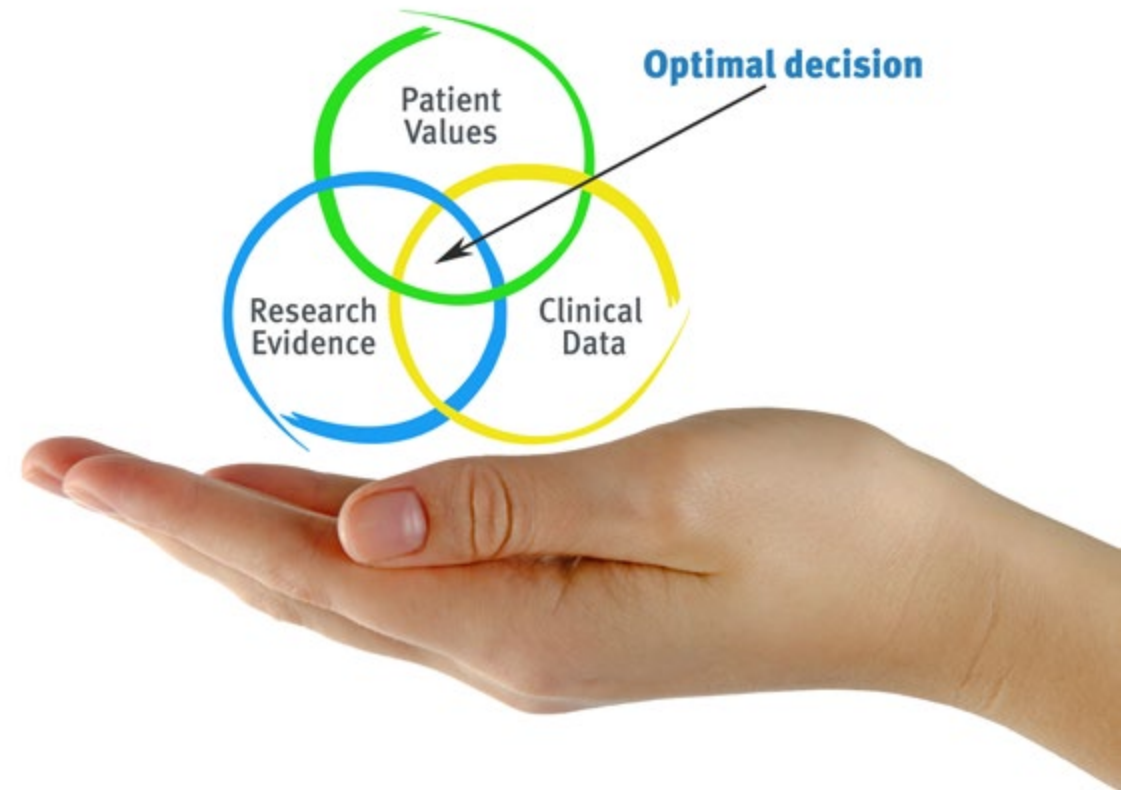 Optimal decision
Patient
Values
Research
Evidence
Clinical
Data